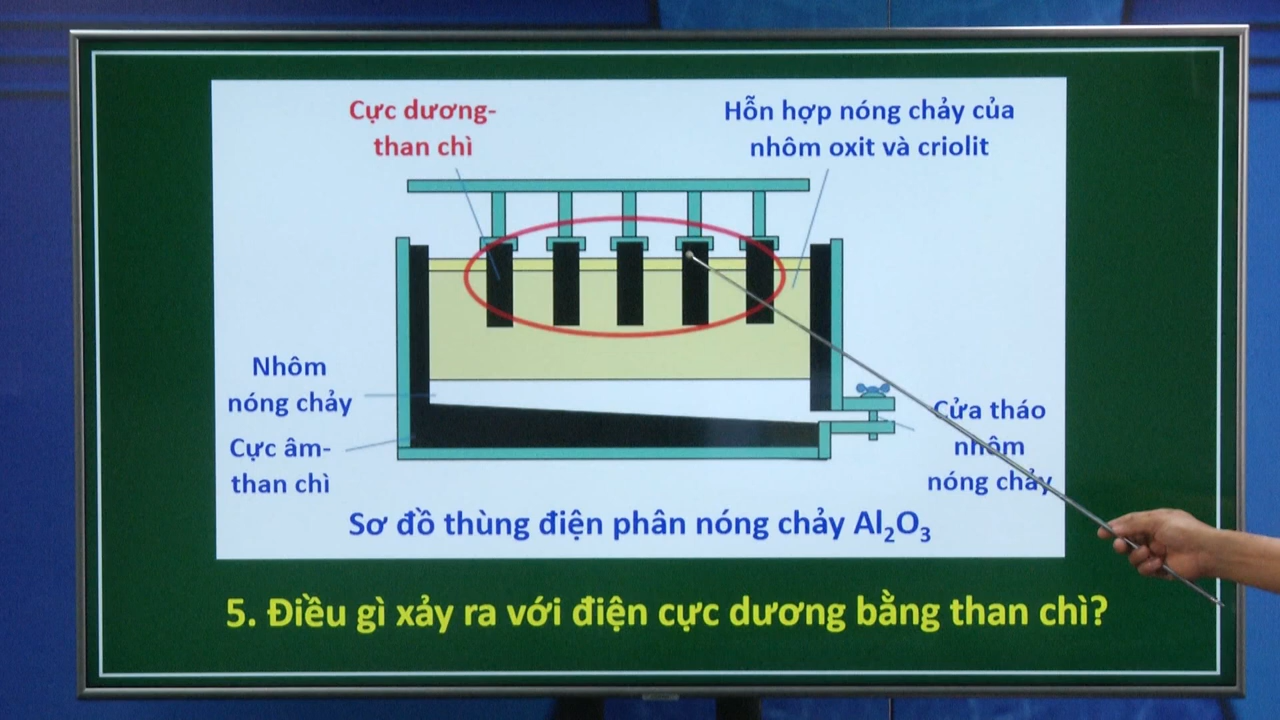 Cực dương-
than chì
Hỗn hợp nóng chảy của
nhôm oxit và criolit
Nhôm
nóng chảy
Cực âm-
than chì
Cửa tháo
nhôm
nóng chảy
Sơ đồ thùng điện phân nóng chảy Al₂O₃
5. Điều gì xảy ra với điện cực dương bằng than chì?